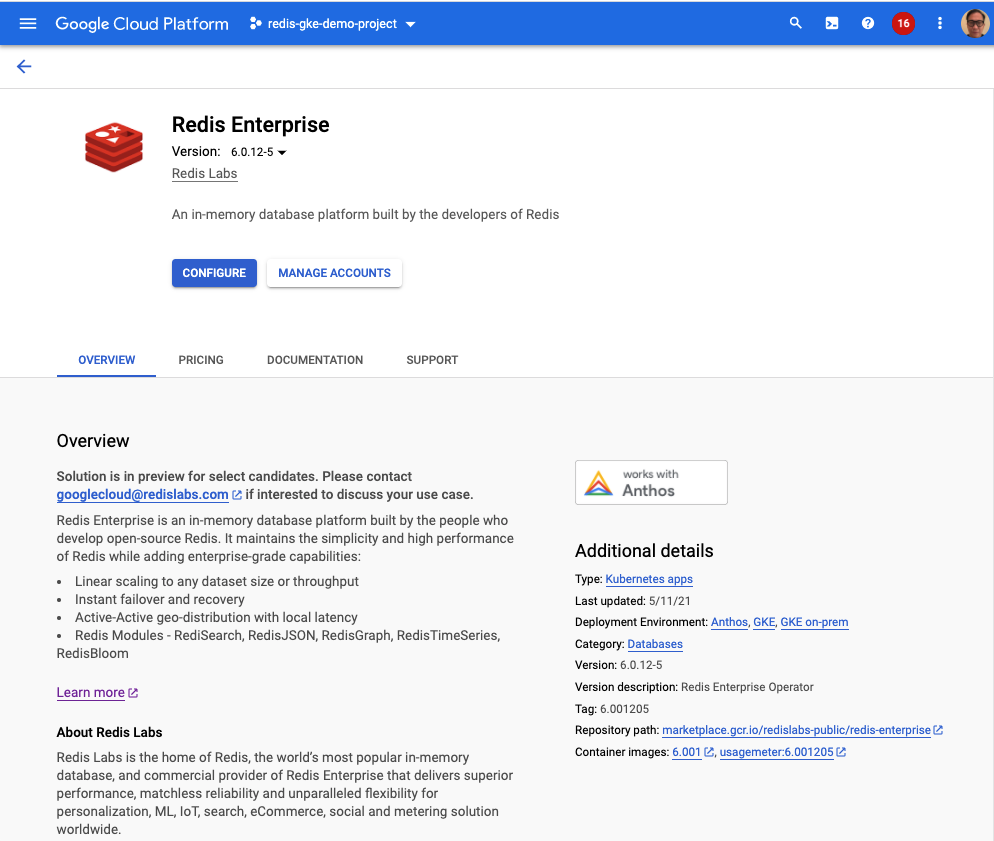 Google Cloud Platform redis-gke-demo-project 16
Redis Enterprise
Version: 6.0.12-5
Redis Labs
An in-memory database platform built by the developers of Redis
CONFIGURE MANAGE ACCOUNTS
OVERVIEW PRICING DOCUMENTATION SUPPORT
Overview
Solution is in preview for select candidates. Please contact
googlecloud@redislabs.com if interested to discuss your use case.
Redis Enterprise is an in-memory database platform built by the people who
develop open-source Redis. It maintains the simplicity and high performance
of Redis while adding enterprise-grade capabilities:
• Linear scaling to any dataset size or throughput
• Instant failover and recovery
• Active-Active geo-distribution with local latency
• Redis Modules - RediSearch, RedisJSON, RedisGraph, RedisTimeSeries,
RedisBloom
Learn more
About Redis Labs
Redis Labs is the home of Redis, the world's most popular in-memory
database, and commercial provider of Redis Enterprise that delivers superior
performance, matchless reliability and unparalleled flexibility for
personalization, ML, IoT, search, eCommerce, social and metering solution
worldwide.
works with
Anthos
Additional details
Type: Kubernetes apps
Last updated: 5/11/21
Deployment Environment: Anthos, GKE, GKE on-prem
Category: Databases
Version: 6.0.12-5
Version description: Redis Enterprise Operator
Tag: 6.001205
Repository path: marketplace.gcr.io/redislabs-public/redis-enterprise
Container images: 6.001, usagemeter:6.001205